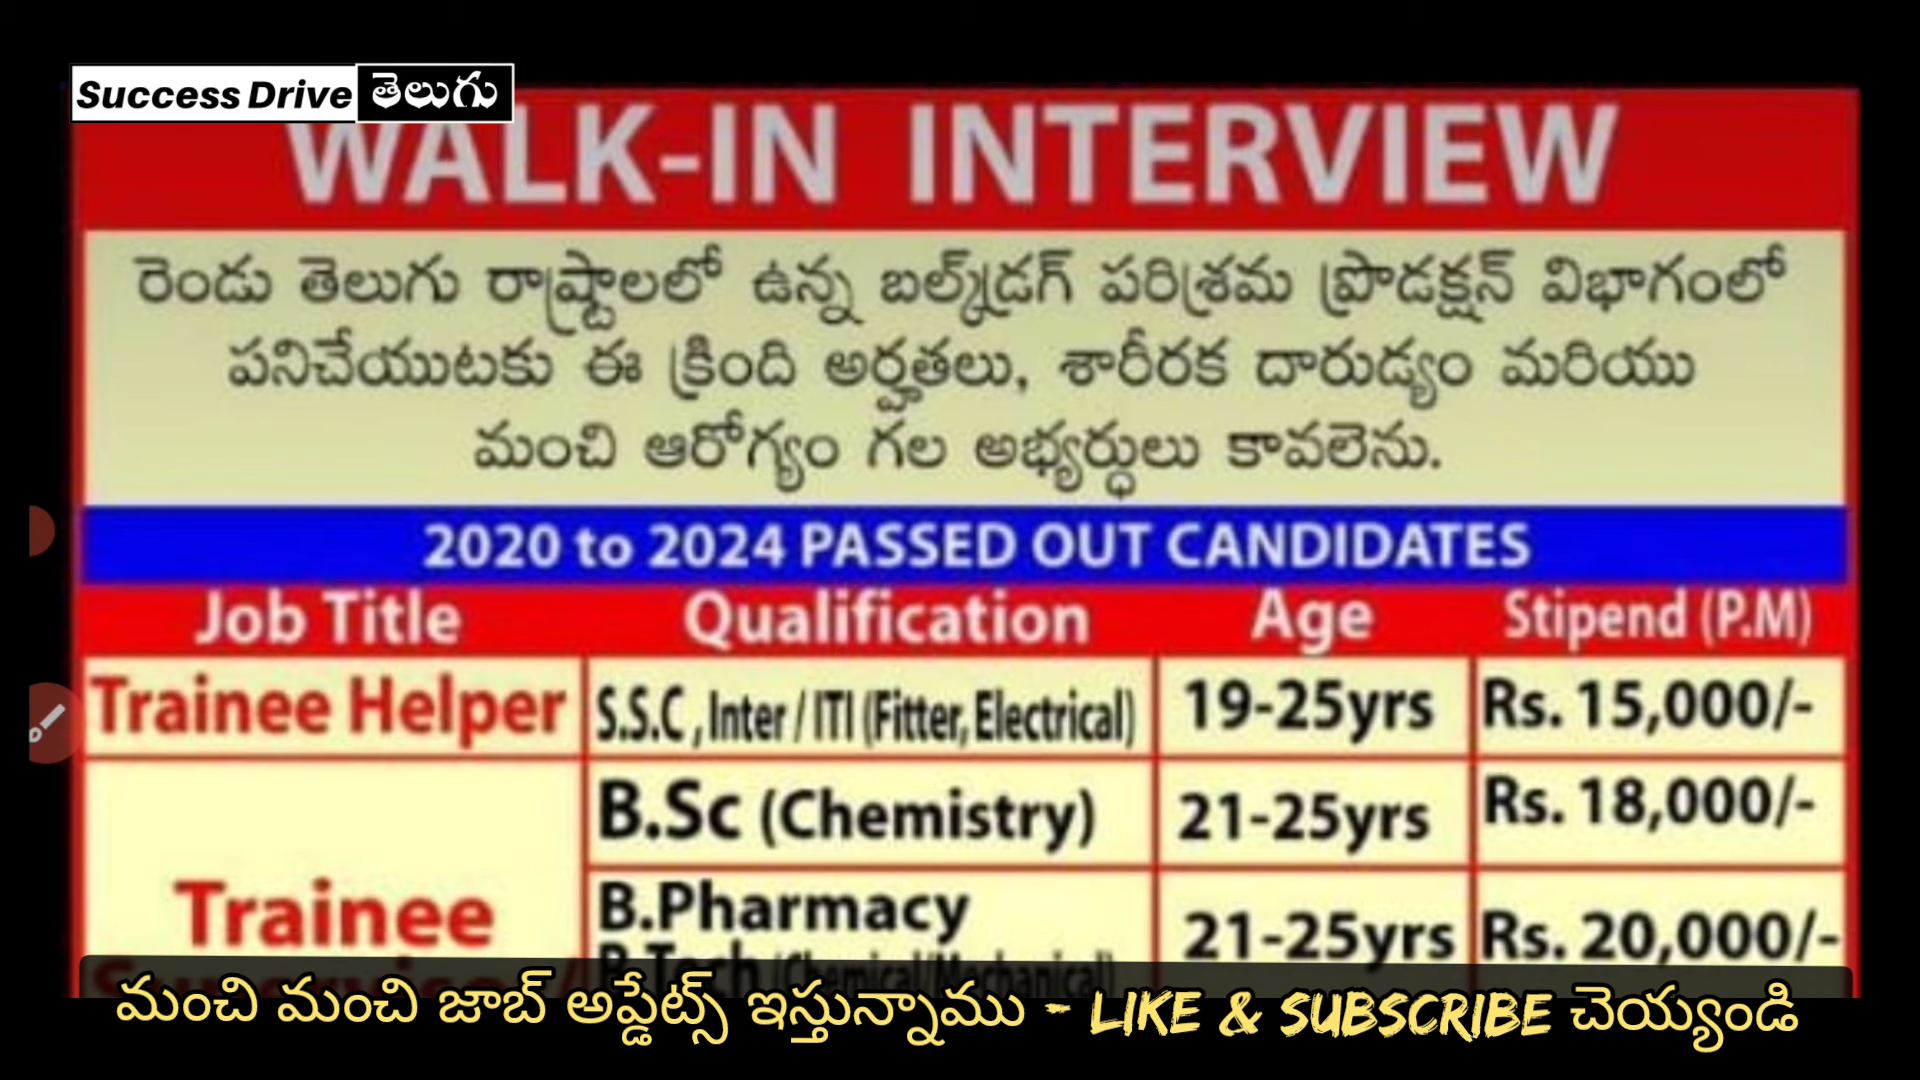 Success Drive తెలుగు
WALK-IN INTERVIEW
రెండు తెలుగు రాష్ట్రాలలో ఉన్న బల్క్‌డ్రగ్ పరిశ్రమ ప్రొడక్షన్ విభాగంలో
పనిచేయుటకు ఈ క్రింది అర్హతలు, శారీరక దారుఢ్యం మరియు
మంచి ఆరోగ్యం గల అభ్యర్ధులు కావలెను.
2020 to 2024 PASSED OUT CANDIDATES
Job Title Qualification Age Stipend (P.M)
Trainee Helper S.S.C , Inter / ITI (Fitter, Electrical) 19-25yrs Rs. 15,000/-
B.Sc (Chemistry) 21-25yrs Rs. 18,000/-
Trainee B.Pharmacy 21-25yrs Rs. 20,000/-
B.Tech (Chemical/Mechanical)
మంచి మంచి జాబ్ అప్డేట్స్ ఇస్తున్నాము - LIKE & SUBSCRIBE చెయ్యండి